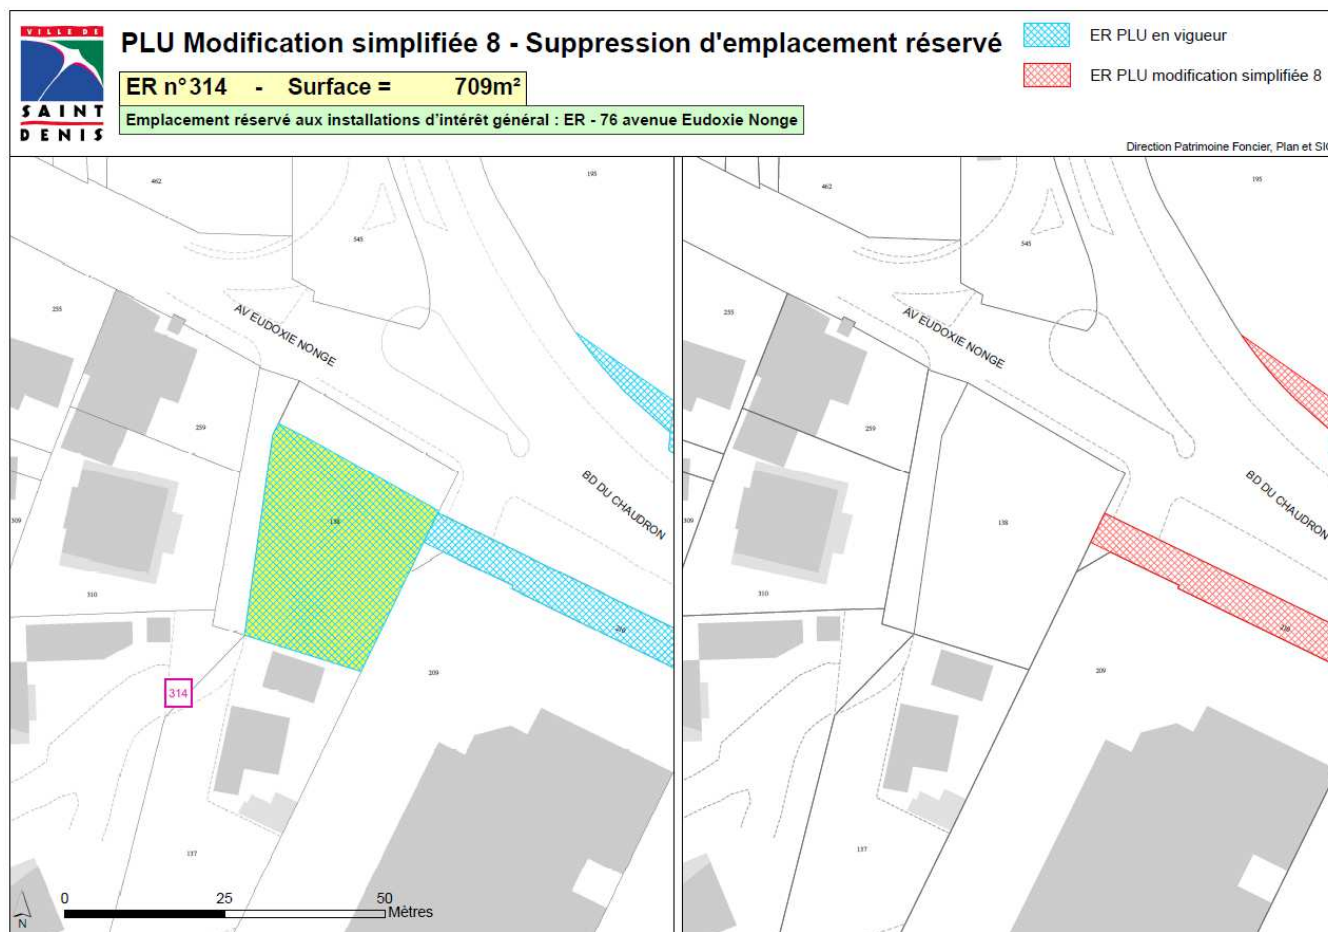 VILLE DE
SAINT
DENIS
PLU Modification simplifiée 8 - Suppression d'emplacement réservé
ER n°314 - Surface = 709m²
Emplacement réservé aux installations d'intérêt général : ER - 76 avenue Eudoxie Nonge
ER PLU en vigueur
ER PLU modification simplifiée 8
Direction Patrimoine Foncier, Plan et SIG
462
195
545
255
AV EUDOXIE NONGE
259
BD DU CHAUDRON
309
138
310
216
209
314
137
0 25 50
Mètres
N
462
195
545
255
AV EUDOXIE NONGE
259
BD DU CHAUDRON
309
138
310
216
209
137